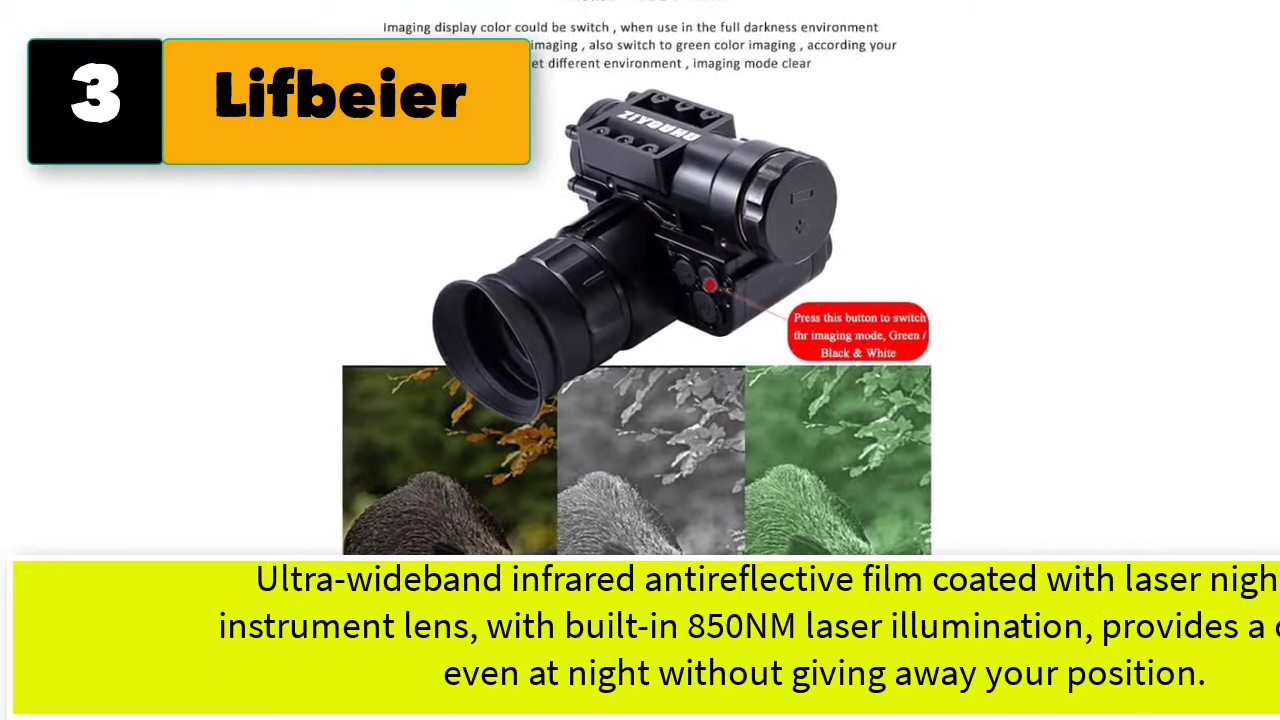 Imaging display color could be switch , when use in the full darkness environment
imaging , also switch to green color imaging , according your
et different environment , imaging mode clear
3
Lifbeier
ZIYOUHU
Press this button to switch
thr imaging mode, Green /
Black & White
Ultra-wideband infrared antireflective film coated with laser nigh
instrument lens, with built-in 850NM laser illumination, provides a
even at night without giving away your position.